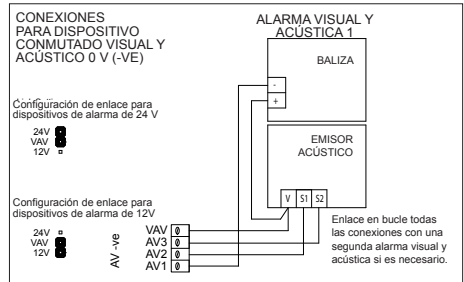 CONEXIONES
PARA DISPOSITIVO
CONMUTADO VISUAL Y
ACÚSTICO 0 V (-VE)
ALARMA VISUAL Y
ACÚSTICA 1
BALIZA
-
+
Configuración de enlace para
dispositivos de alarma de 24 V
24V
VAV
12V
EMISOR
ACÚSTICO
V S1 S2
Configuración de enlace para
dispositivos de alarma de 12V
24V
VAV
12V
AV -ve
VAV
AV3
AV2
AV1
Enlace en bucle todas
las conexiones con una
segunda alarma visual y
acústica si es necesario.